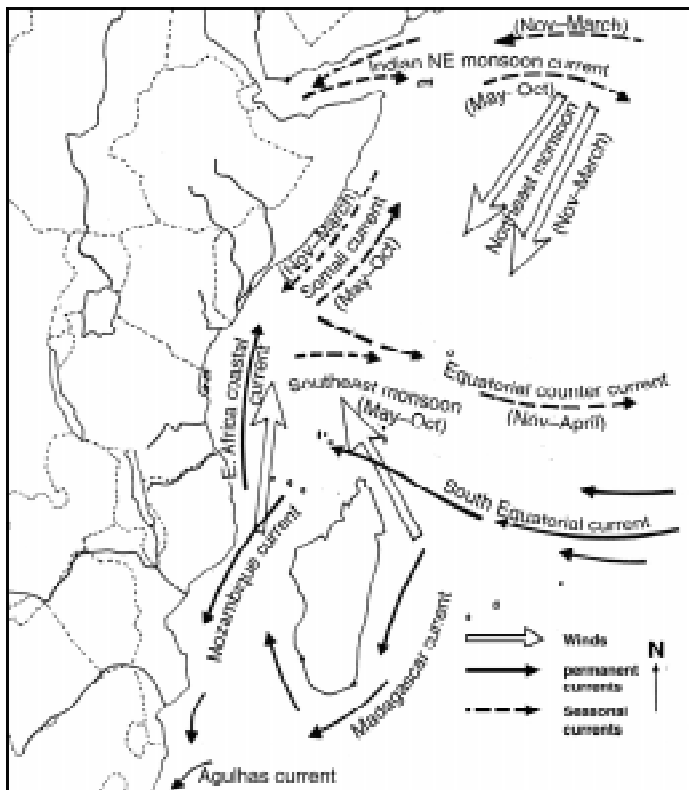 (Nov–March)
Indian NE monsoon current
(May–Oct)
Northeast monsoon
(Nov–March)
(Nov–March)
Somali current
(May–Oct)
E. Africa coastal
current
Southeast monsoon
(May–Oct)
Equatorial counter current
(Nov–April)
South Equatorial current
Mozambique current
Madagascar current
Agulhas current
Winds
permanent
currents
Seasonal
currents
N